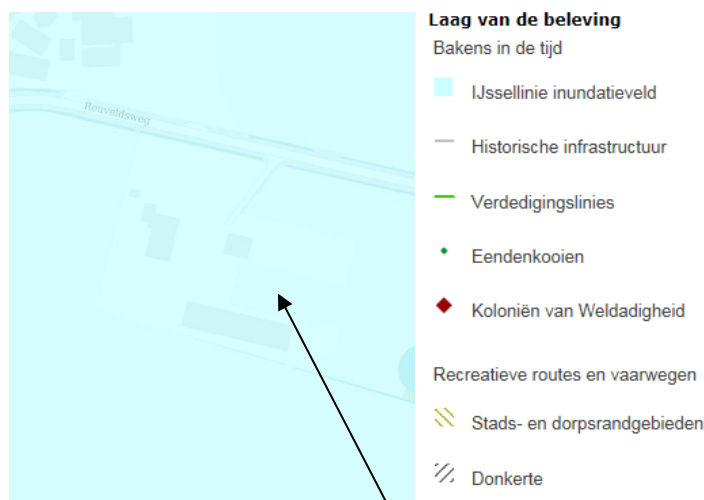 Reuveldsweg
Laag van de beleving
Bakens in de tijd
IJssellinie inundatieveld
Historische infrastructuur
Verdedigingslinies
Eendenkooien
Koloniën van Weldadigheid
Recreatieve routes en vaarwegen
Stads- en dorpsrandgebieden
Donkerte